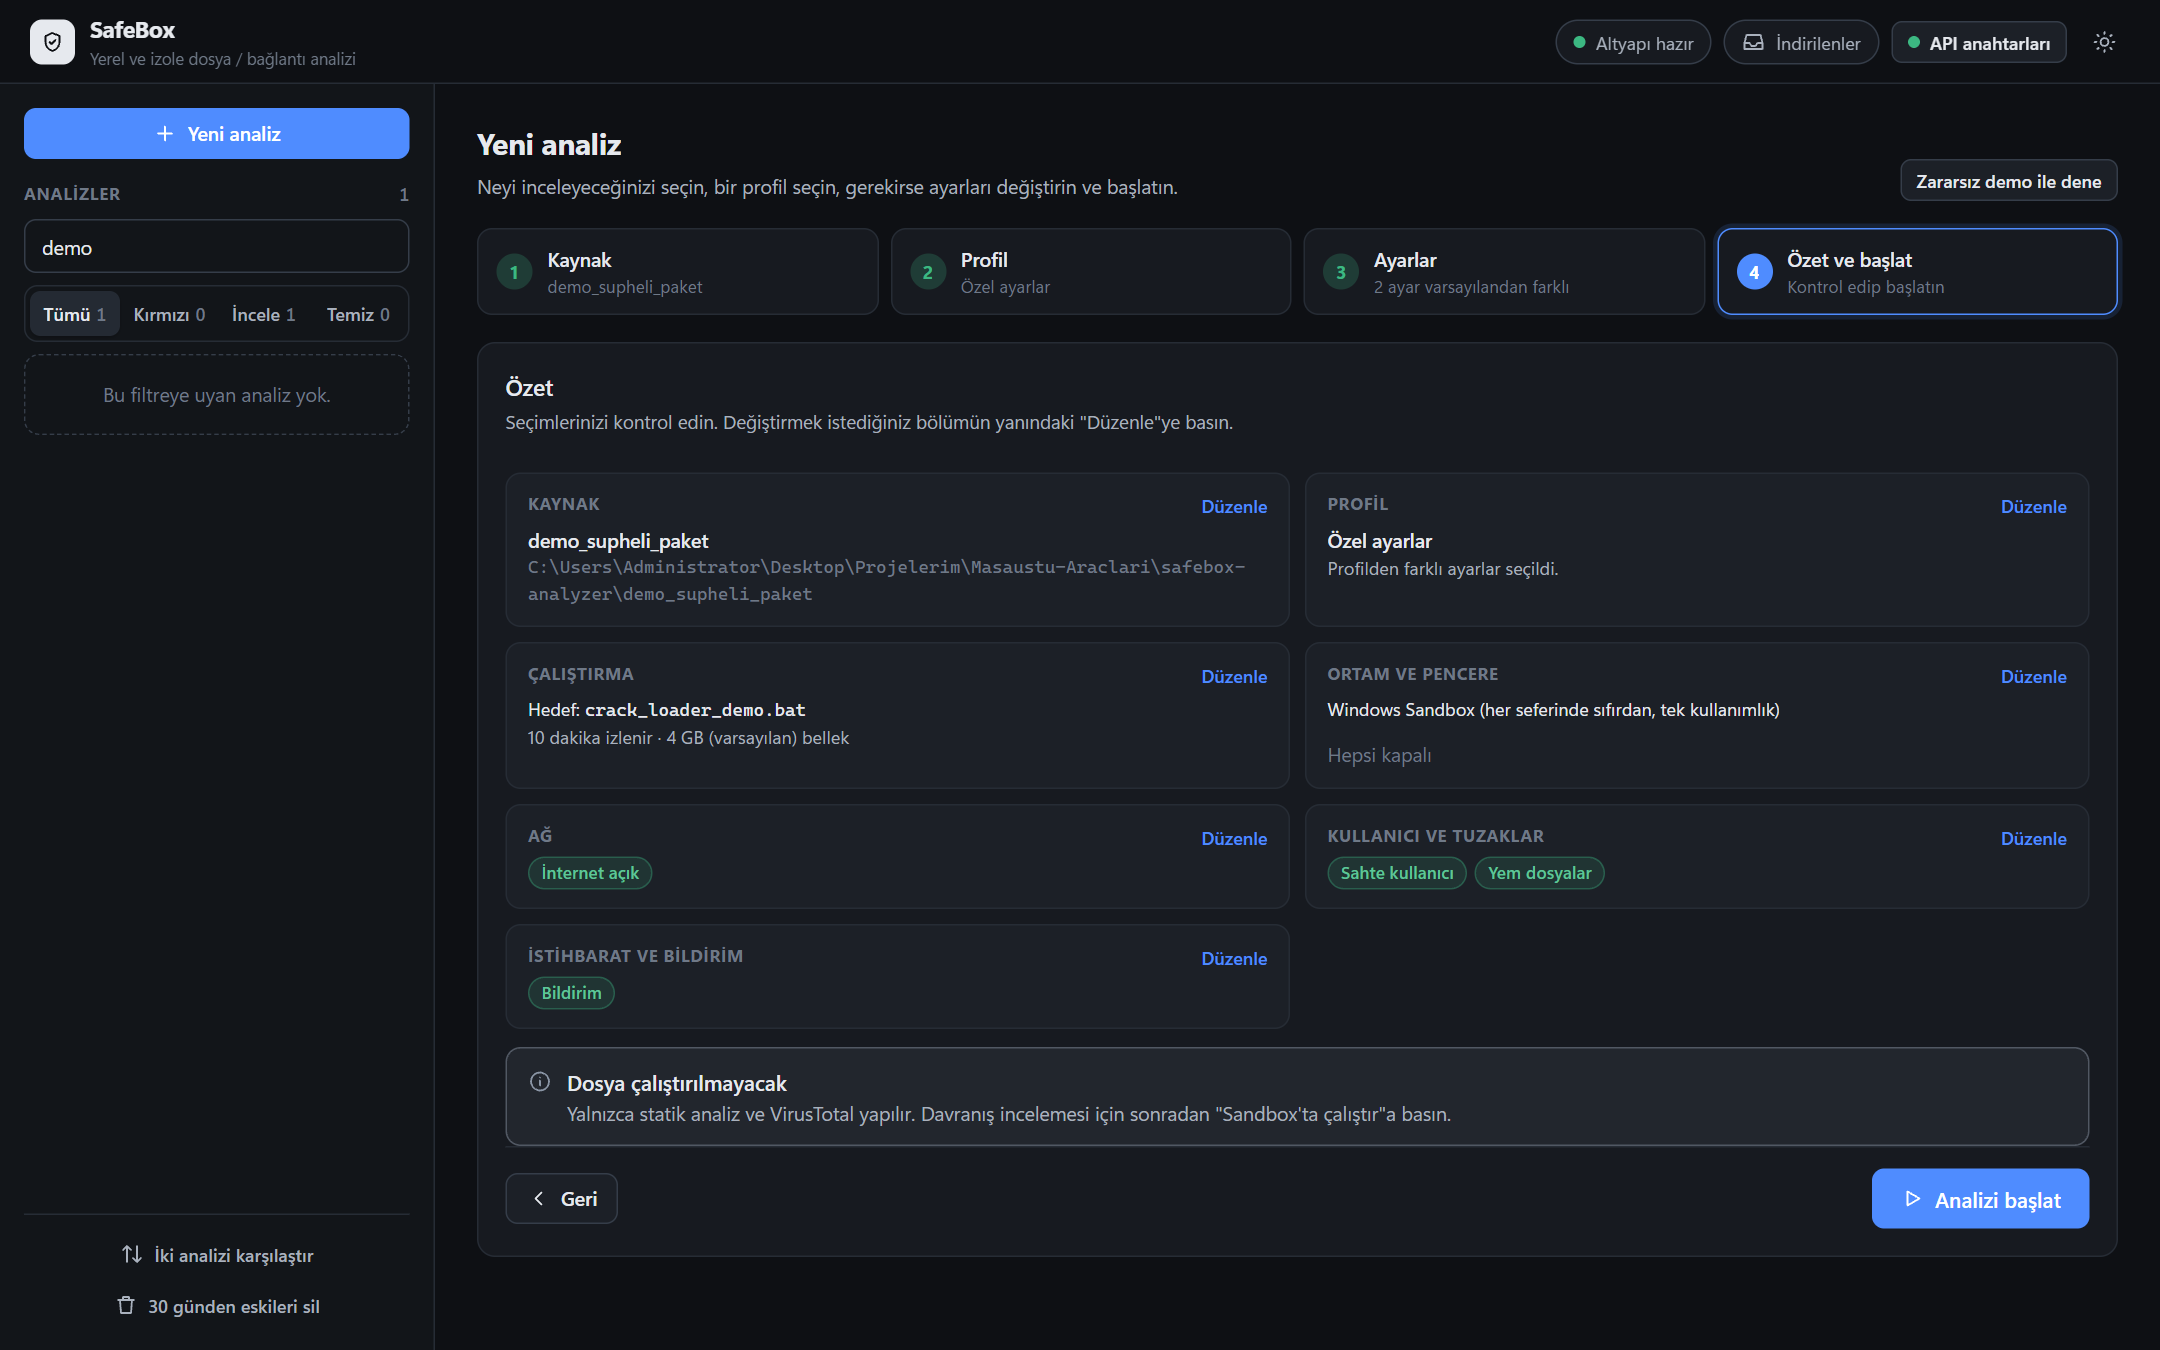 SafeBox
Yerel ve izole dosya / bağlantı analizi
Altyapı hazır
İndirilenler
API anahtarları
Yeni analiz
ANALİZLER 1
demo
Tümü 1 Kırmızı 0 İncele 1 Temiz 0
Bu filtreye uyan analiz yok.
İki analizi karşılaştır
30 günden eskileri sil
Yeni analiz
Neyi inceleyeceğinizi seçin, bir profil seçin, gerekirse ayarları değiştirin ve başlatın.
Zararsız demo ile dene
1 Kaynak
demo_supheli_paket
2 Profil
Özel ayarlar
3 Ayarlar
2 ayar varsayılandan farklı
4 Özet ve başlat
Kontrol edip başlatın
Özet
Seçimlerinizi kontrol edin. Değiştirmek istediğiniz bölümün yanındaki "Düzenle"ye basın.
KAYNAK Düzenle
demo_supheli_paket
C:\Users\Administrator\Desktop\Projelerim\Masaustu-Araclari\safebox-
analyzer\demo_supheli_paket
PROFİL Düzenle
Özel ayarlar
Profilden farklı ayarlar seçildi.
ÇALIŞTIRMA Düzenle
Hedef: crack_loader_demo.bat
10 dakika izlenir · 4 GB (varsayılan) bellek
ORTAM VE PENCERE Düzenle
Windows Sandbox (her seferinde sıfırdan, tek kullanımlık)
Hepsi kapalı
AĞ Düzenle
İnternet açık
KULLANICI VE TUZAKLAR Düzenle
Sahte kullanıcı Yem dosyalar
İSTİHBARAT VE BİLDİRİM Düzenle
Bildirim
Dosya çalıştırılmayacak
Yalnızca statik analiz ve VirusTotal yapılır. Davranış incelemesi için sonradan "Sandbox'ta çalıştır"a basın.
Geri
Analizi başlat